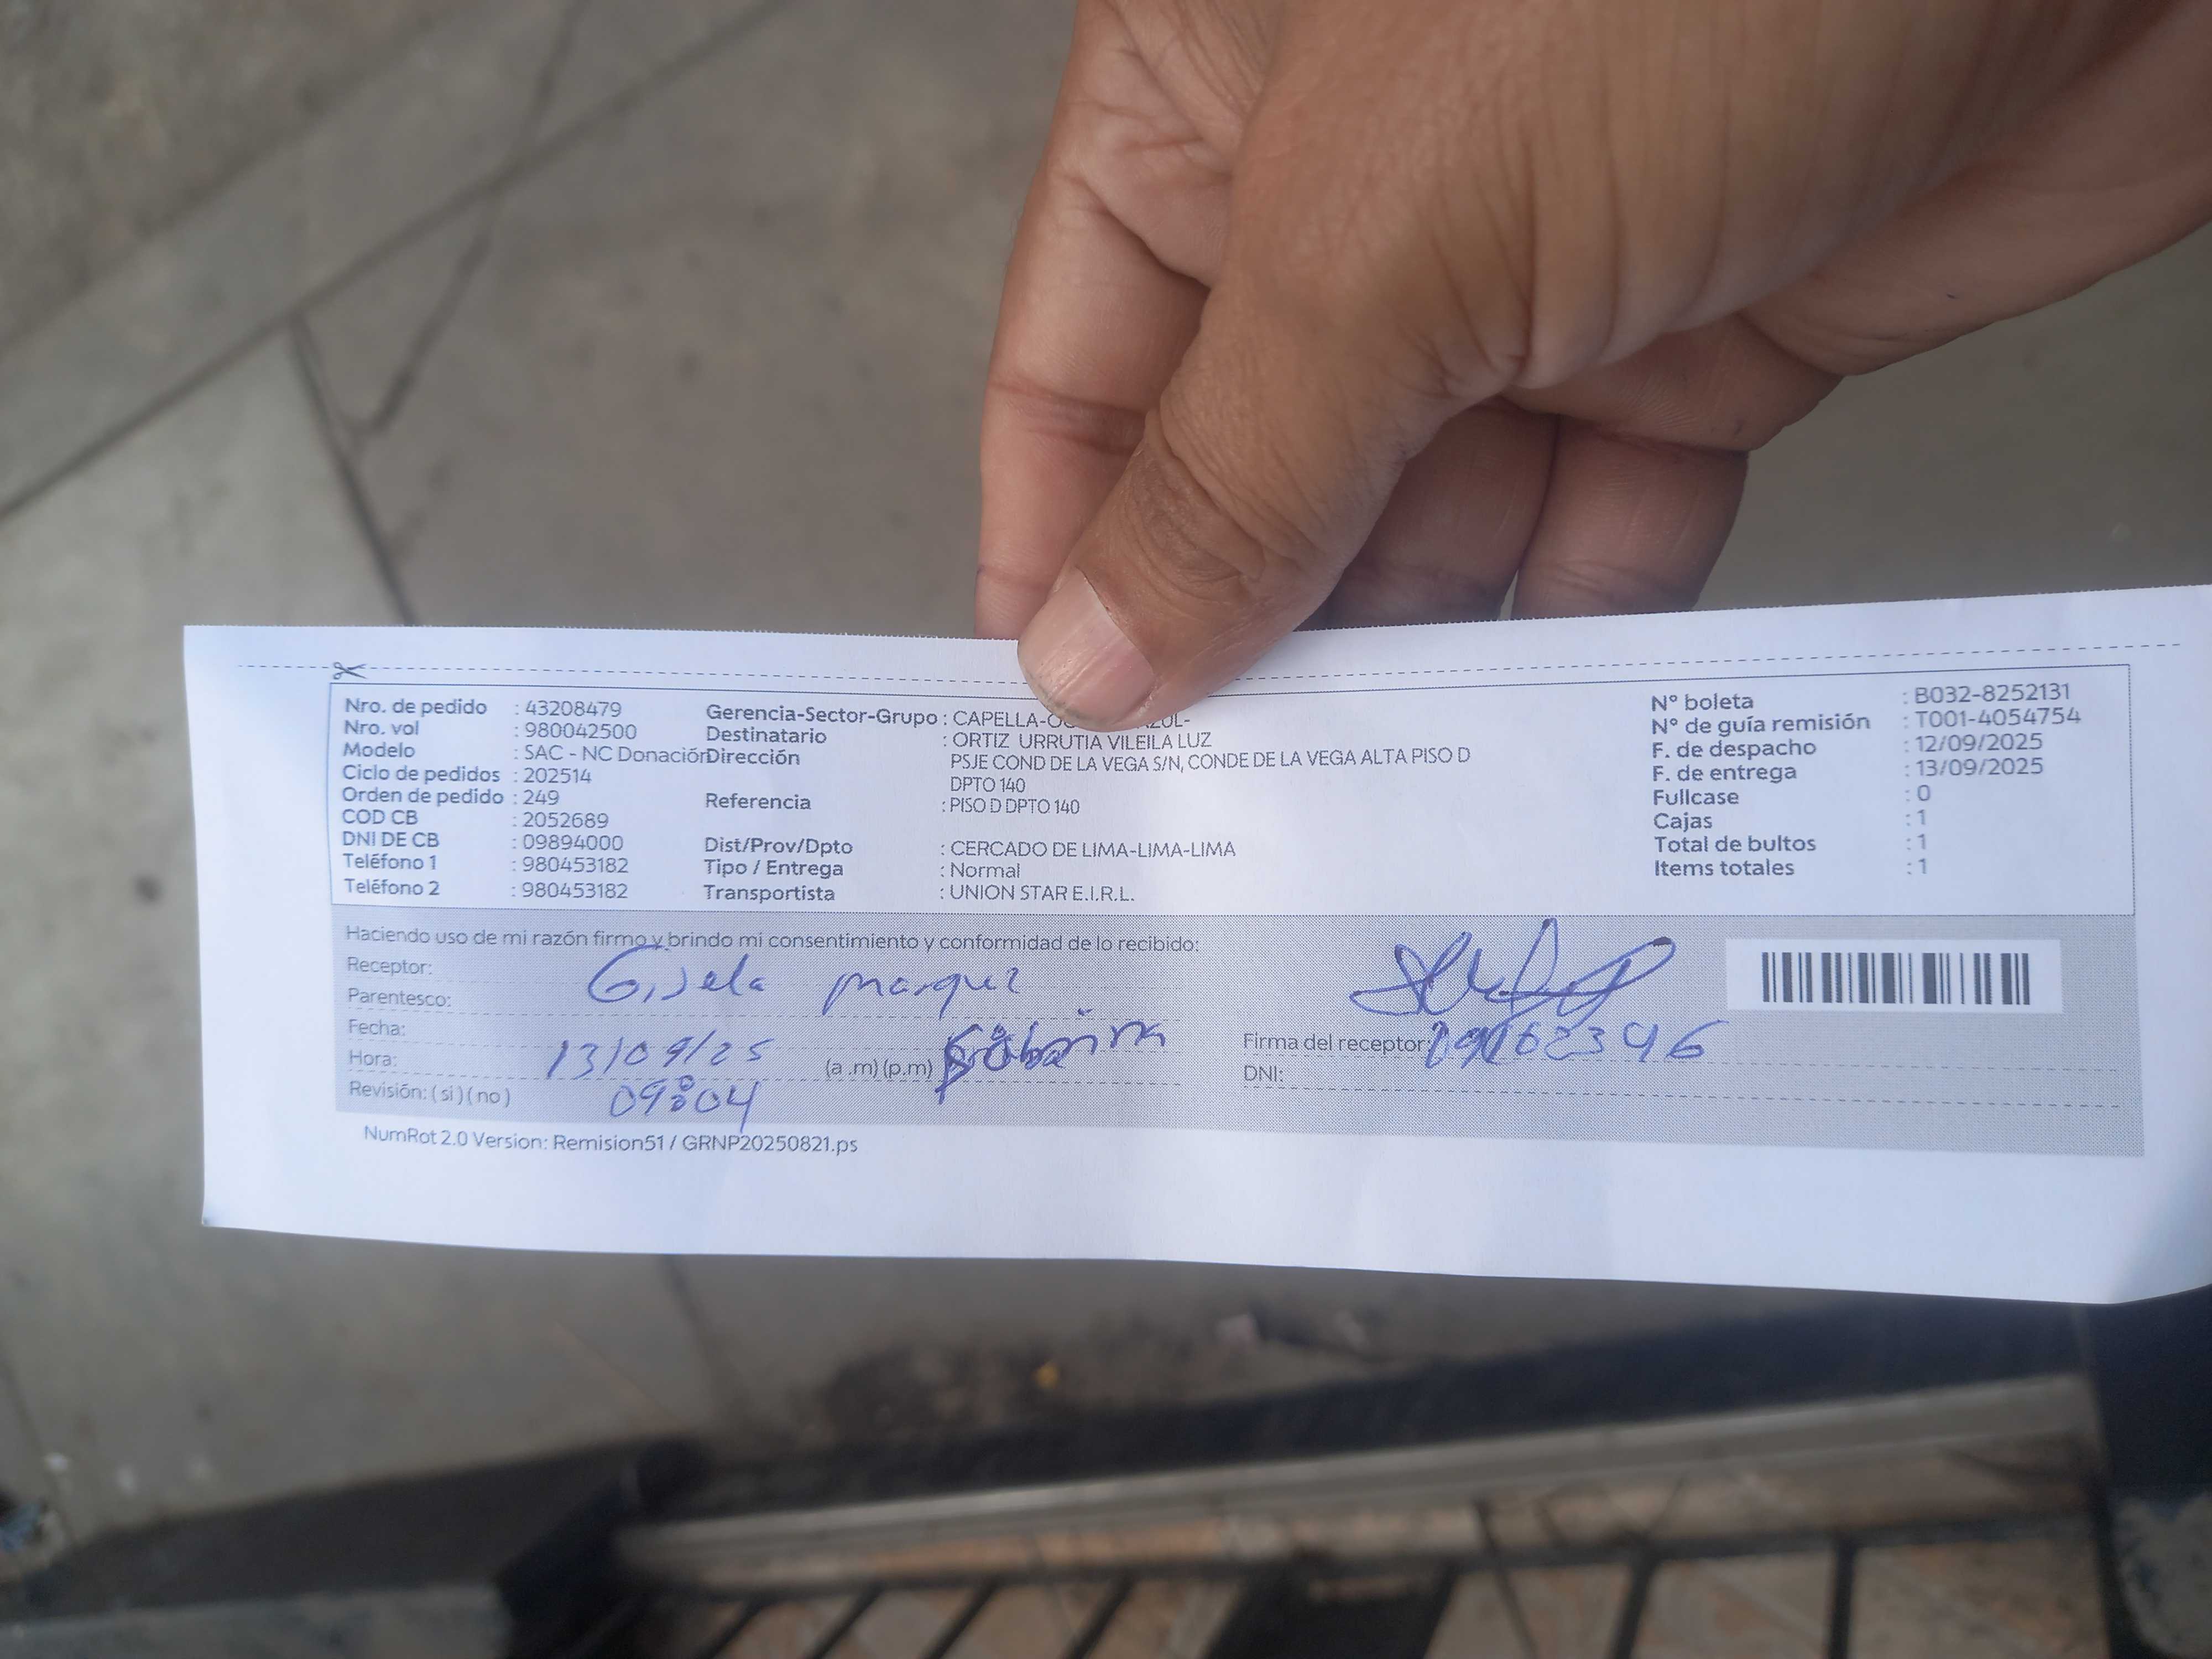 Nro. de pedido : 43208479
Nro. vol : 980042500
Modelo : SAC - NC Donación
Ciclo de pedidos : 202514
Orden de pedido : 249
COD CB : 2052689
DNI DE CB : 09894000
Teléfono 1 : 980453182
Teléfono 2 : 980453182
Gerencia-Sector-Grupo : CAPELLA-
Destinatario : ORTIZ URRUTIA VILEILA LUZ
Dirección PSJE COND DE LA VEGA S/N, CONDE DE LA VEGA ALTA PISO D
DPTO 140
Referencia : PISO D DPTO 140
Dist/Prov/Dpto : CERCADO DE LIMA-LIMA-LIMA
Tipo / Entrega : Normal
Transportista : UNION STAR E.I.R.L.
N° boleta : B032-8252131
N° de guía remisión : T001-4054754
F. de despacho : 12/09/2025
F. de entrega : 13/09/2025
Fullcase : 0
Cajas : 1
Total de bultos : 1
Items totales : 1
Haciendo uso de mi razón firmo y brindo mi consentimiento y conformidad de lo recibido:
Receptor: Gisela
Parentesco:
Fecha: 13/09/25
Hora: (a .m) (p.m)
Revisión: ( si ) ( no ) 09:04
Firma del receptor:
DNI:
NumRot 2.0 Version: Remision51 / GRNP20250821.ps